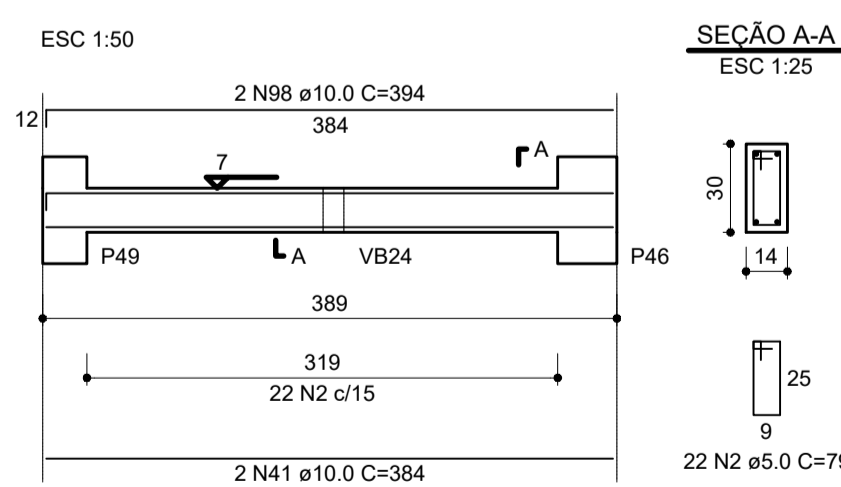 ESC 1:50
SEÇÃO A-A
ESC 1:25
2 N98 ø10.0 C=394
12
384
A
7
30
P49
A
VB24
P46
14
389
319
22 N2 c/15
25
9
22 N2 ø5.0 C=79
2 N41 ø10.0 C=384